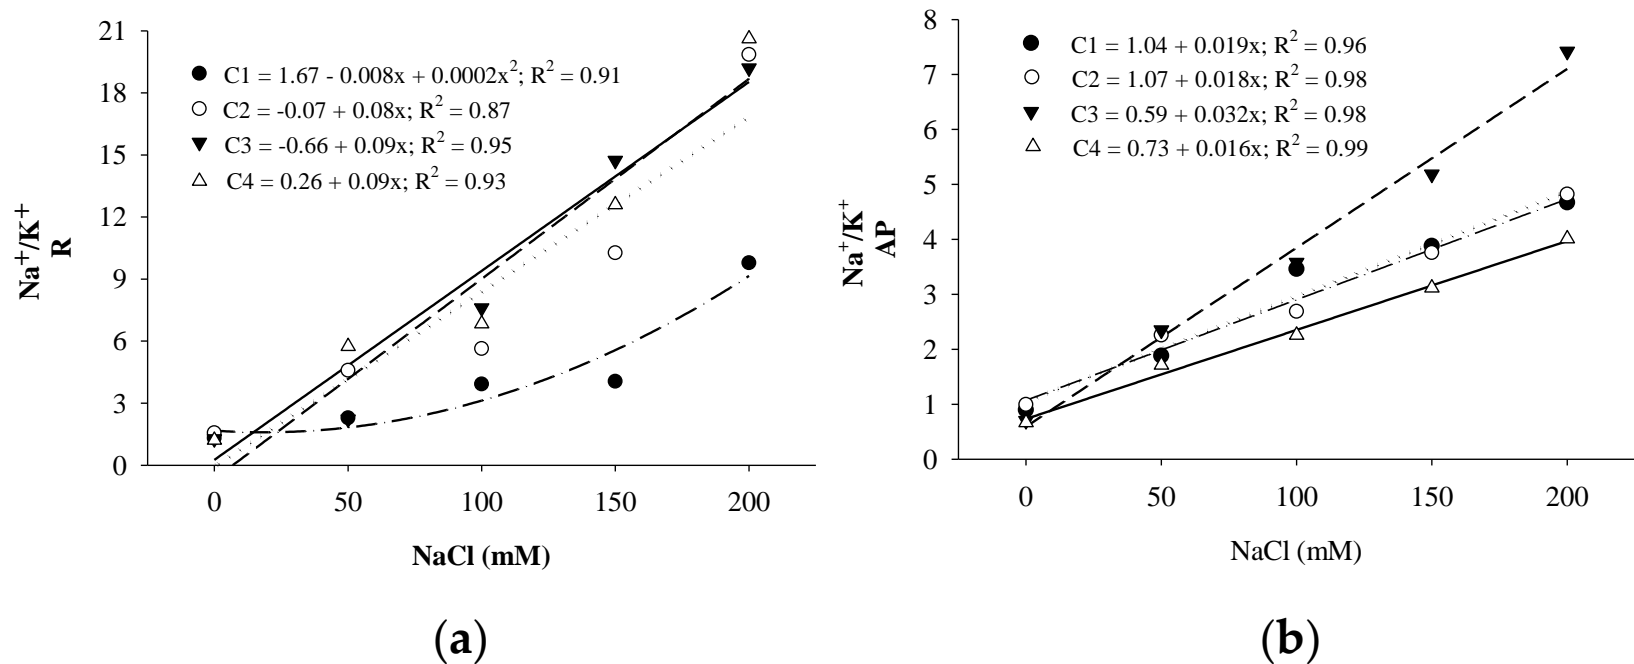 21
18
15
12
9
6
3
0
Na⁺/K⁺
R
C1 = 1.67 - 0.008x + 0.0002x²; R² = 0.91
C2 = -0.07 + 0.08x; R² = 0.87
C3 = -0.66 + 0.09x; R² = 0.95
C4 = 0.26 + 0.09x; R² = 0.93
0 50 100 150 200
NaCl (mM)
(a)
8
7
6
5
4
3
2
1
0
Na⁺/K⁺
AP
C1 = 1.04 + 0.019x; R² = 0.96
C2 = 1.07 + 0.018x; R² = 0.98
C3 = 0.59 + 0.032x; R² = 0.98
C4 = 0.73 + 0.016x; R² = 0.99
0 50 100 150 200
NaCl (mM)
(b)